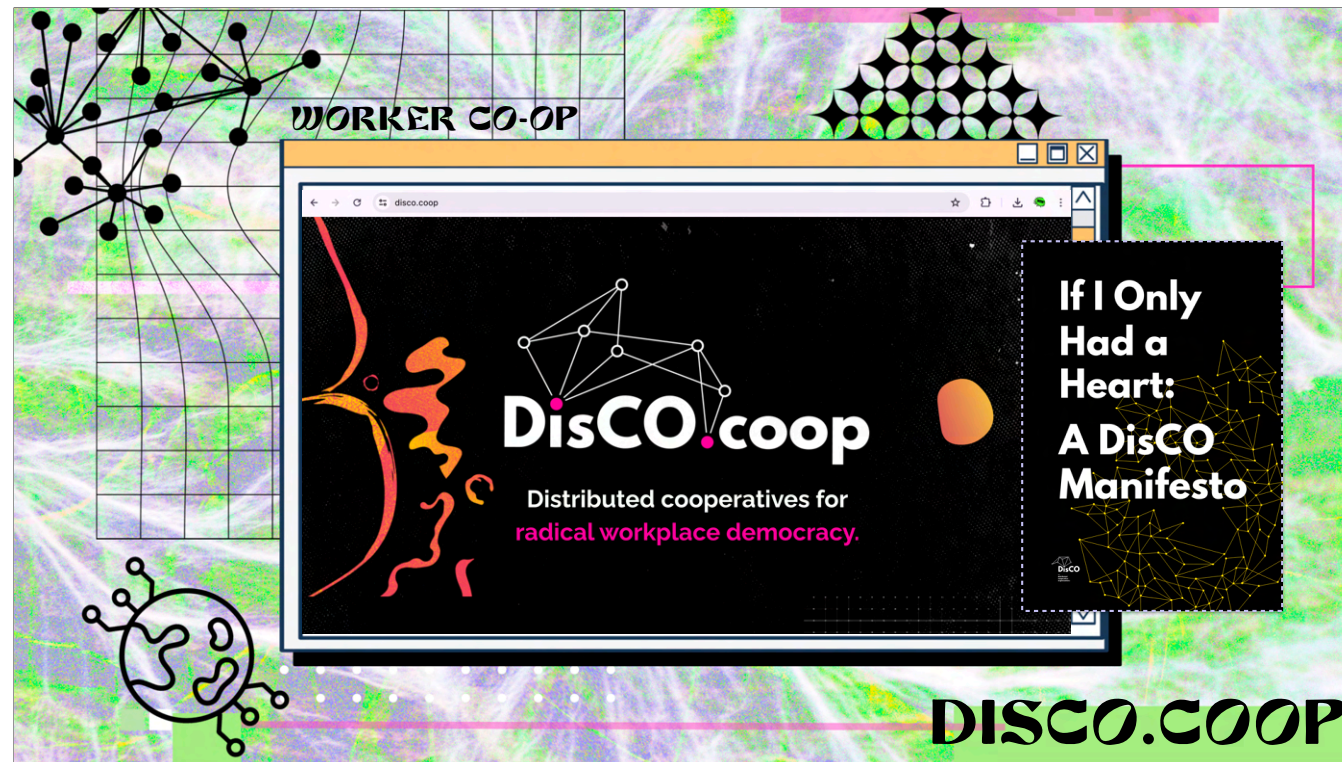 WORKER CO-OP
disco.coop
DisCO.coop
Distributed cooperatives for
radical workplace democracy.
If I Only
Had a
Heart:
A DisCO
Manifesto
DisCO
DISCO.COOP